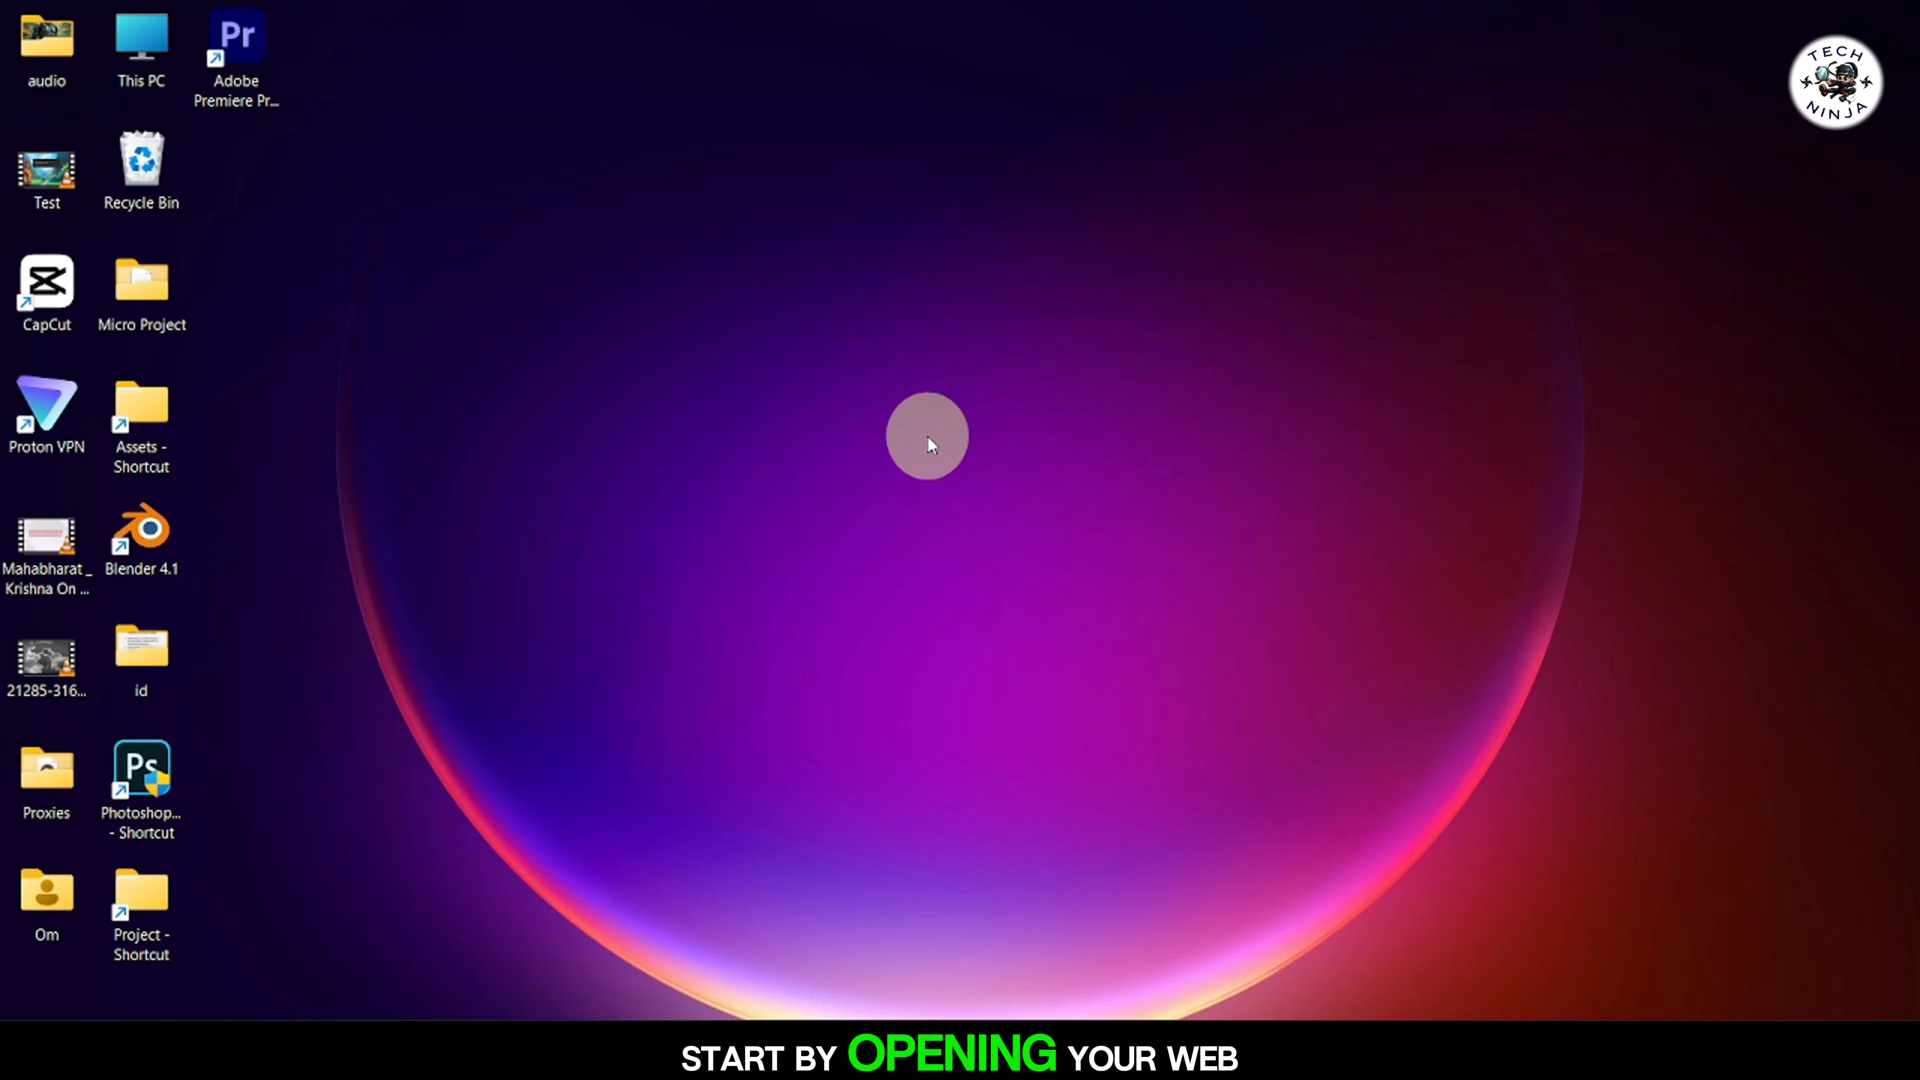 audio
This PC
Pr
Adobe
Premiere Pr...
TECH
NINJA
Test
Recycle Bin
CapCut
Micro Project
Proton VPN
Assets -
Shortcut
Mahabharat _
Krishna On ...
Blender 4.1
21285-316...
id
Proxies
Ps
Photoshop...
- Shortcut
Om
Project -
Shortcut
START BY OPENING YOUR WEB